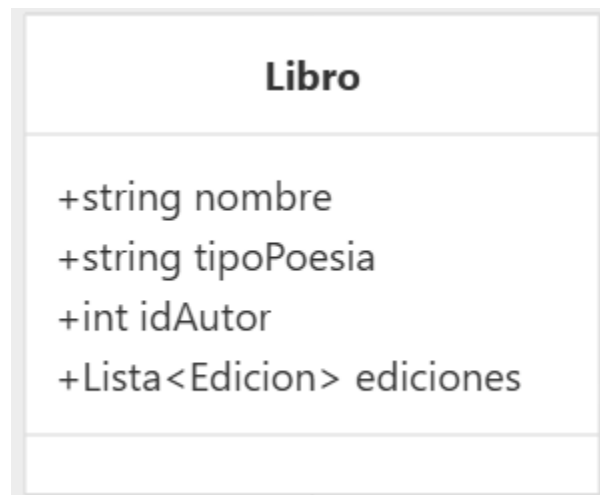 Libro
+string nombre
+string tipoPoesia
+int idAutor
+Lista<Edicion> ediciones